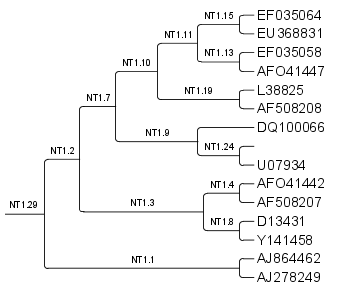 NT1.15
EF035064
EU368831
NT1.11
EF035058
NT1.13
NT1.10
AFO41447
L38825
NT1.19
NT1.7
AF508208
DQ100066
NT1.9
NT1.24
NT1.2
U07934
AFO41442
NT1.4
AF508207
NT1.3
NT1.29
D13431
NT1.8
Y141458
AJ864462
NT1.1
AJ278249